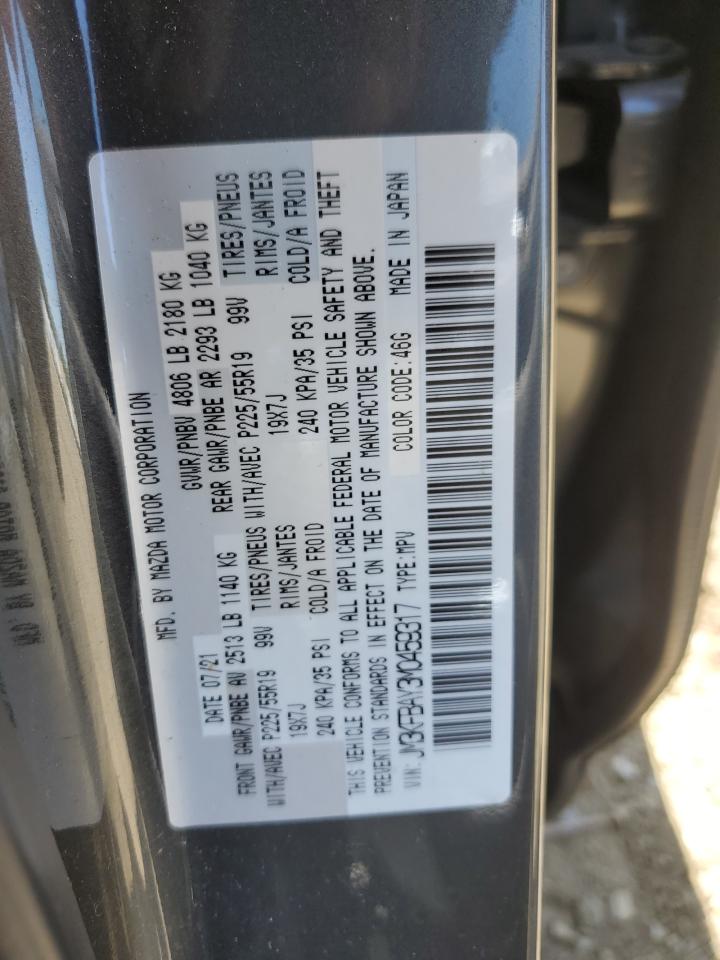 MFD. BY MAZDA MOTOR CORPORATION
DATE 07/21 GVWR/PNBV 4806 LB 2180 KG
FRONT GAWR/PNBE AV 2513 LB 1140 KG REAR GAWR/PNBE AR 2293 LB 1040 KG
WITH/AVEC P225/55R19 99V TIRES/PNEUS WITH/AVEC P225/55R19 99V TIRES/PNEUS
19X7J RIMS/JANTES 19X7J RIMS/JANTES
240 KPA/35 PSI COLD/A FROID 240 KPA/35 PSI COLD/A FROID
THIS VEHICLE CONFORMS TO ALL APPLICABLE FEDERAL MOTOR VEHICLE SAFETY AND THEFT
PREVENTION STANDARDS IN EFFECT ON THE DATE OF MANUFACTURE SHOWN ABOVE.
VIN: JM3KFBAY3M0459317 TYPE:MPV COLOR CODE:46G MADE IN JAPAN